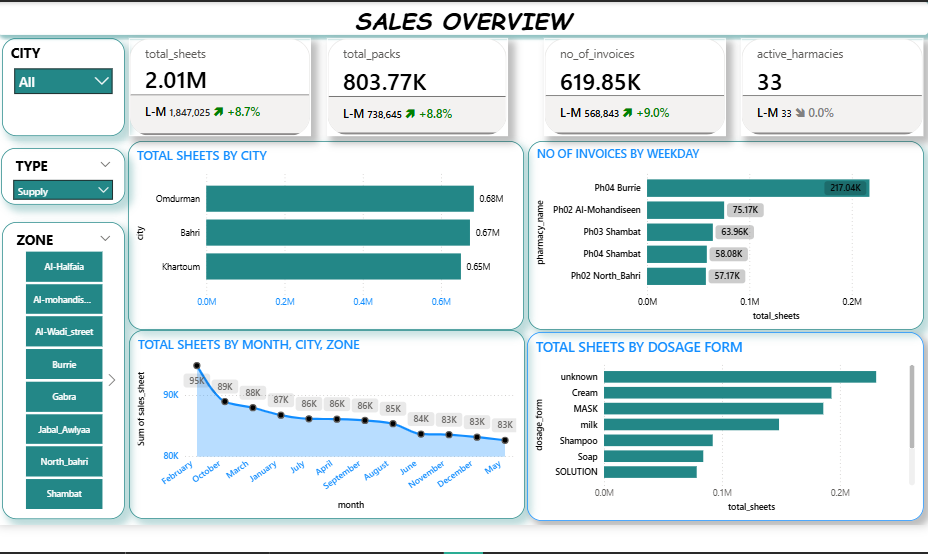 SALES OVERVIEW
CITY
All
total_sheets
2.01M
L-M 1,847,025 +8.7%
total_packs
803.77K
L-M 738,645 +8.8%
no_of_invoices
619.85K
L-M 568,843 +9.0%
active_harmacies
33
L-M 33 0.0%
TYPE
Supply
ZONE
Al-Halfaia
Al-mohandis...
Al-Wadi_street
Burrie
Gabra
Jabal_Awlyaa
North_bahri
Shambat
TOTAL SHEETS BY CITY
city
Omdurman 0.68M
Bahri 0.67M
Khartoum 0.65M
0.0M 0.2M 0.4M 0.6M
NO OF INVOICES BY WEEKDAY
pharmacy_name
Ph04 Burrie 217.04K
Ph02 Al-Mohandiseen 75.17K
Ph03 Shambat 63.96K
Ph04 Shambat 58.08K
Ph02 North_Bahri 57.17K
0.0M 0.1M 0.2M
total_sheets
TOTAL SHEETS BY MONTH, CITY, ZONE
Sum of sales_sheet
90K
80K
95K 89K 88K 87K 86K 86K 86K 85K 84K 83K 83K 83K
February October March January July April September August June November December May
month
TOTAL SHEETS BY DOSAGE FORM
dosage_form
unknown
Cream
MASK
milk
Shampoo
Soap
SOLUTION
0.0M 0.1M 0.2M
total_sheets